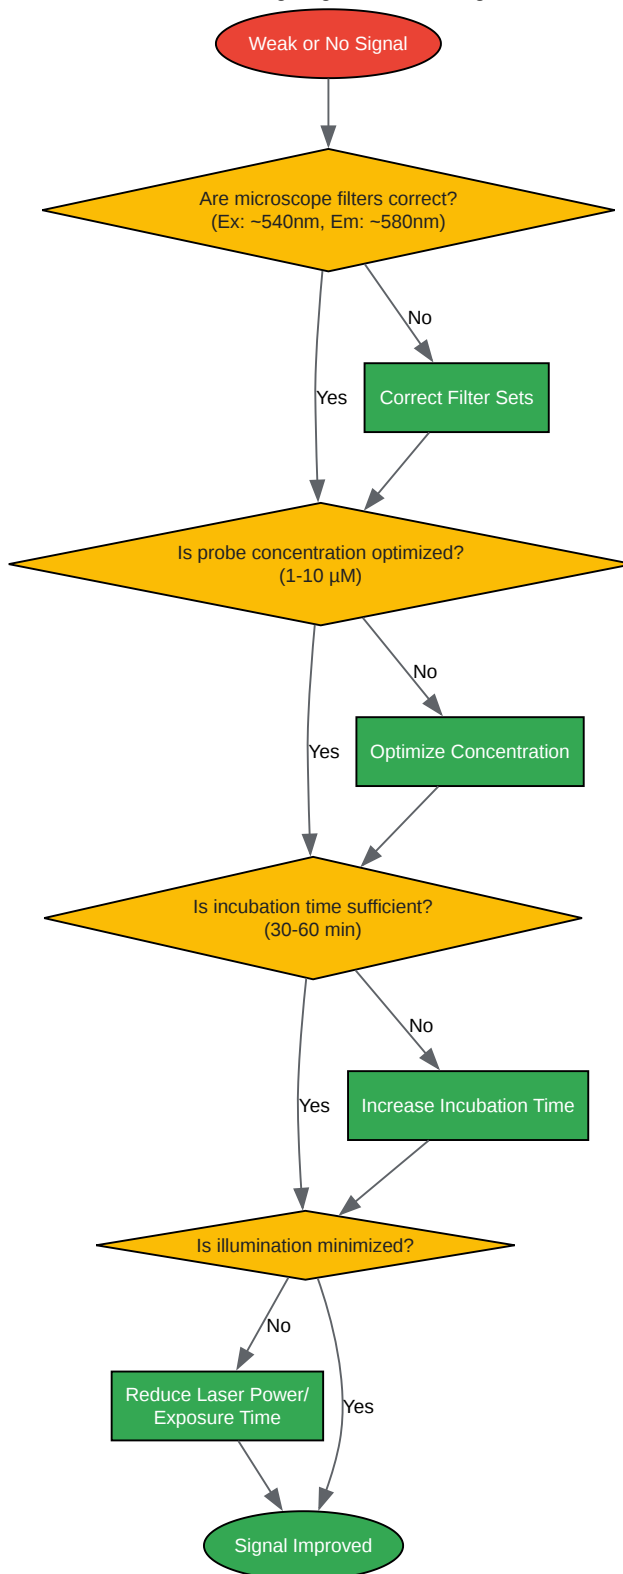 Weak or No Signal
Are microscope filters correct?
(Ex: ~540nm, Em: ~580nm)
No
Yes
Correct Filter Sets
Is probe concentration optimized?
(1-10 µM)
No
Yes
Optimize Concentration
Is incubation time sufficient?
(30-60 min)
No
Yes
Increase Incubation Time
Is illumination minimized?
No
Reduce Laser Power/
Exposure Time
Yes
Signal Improved